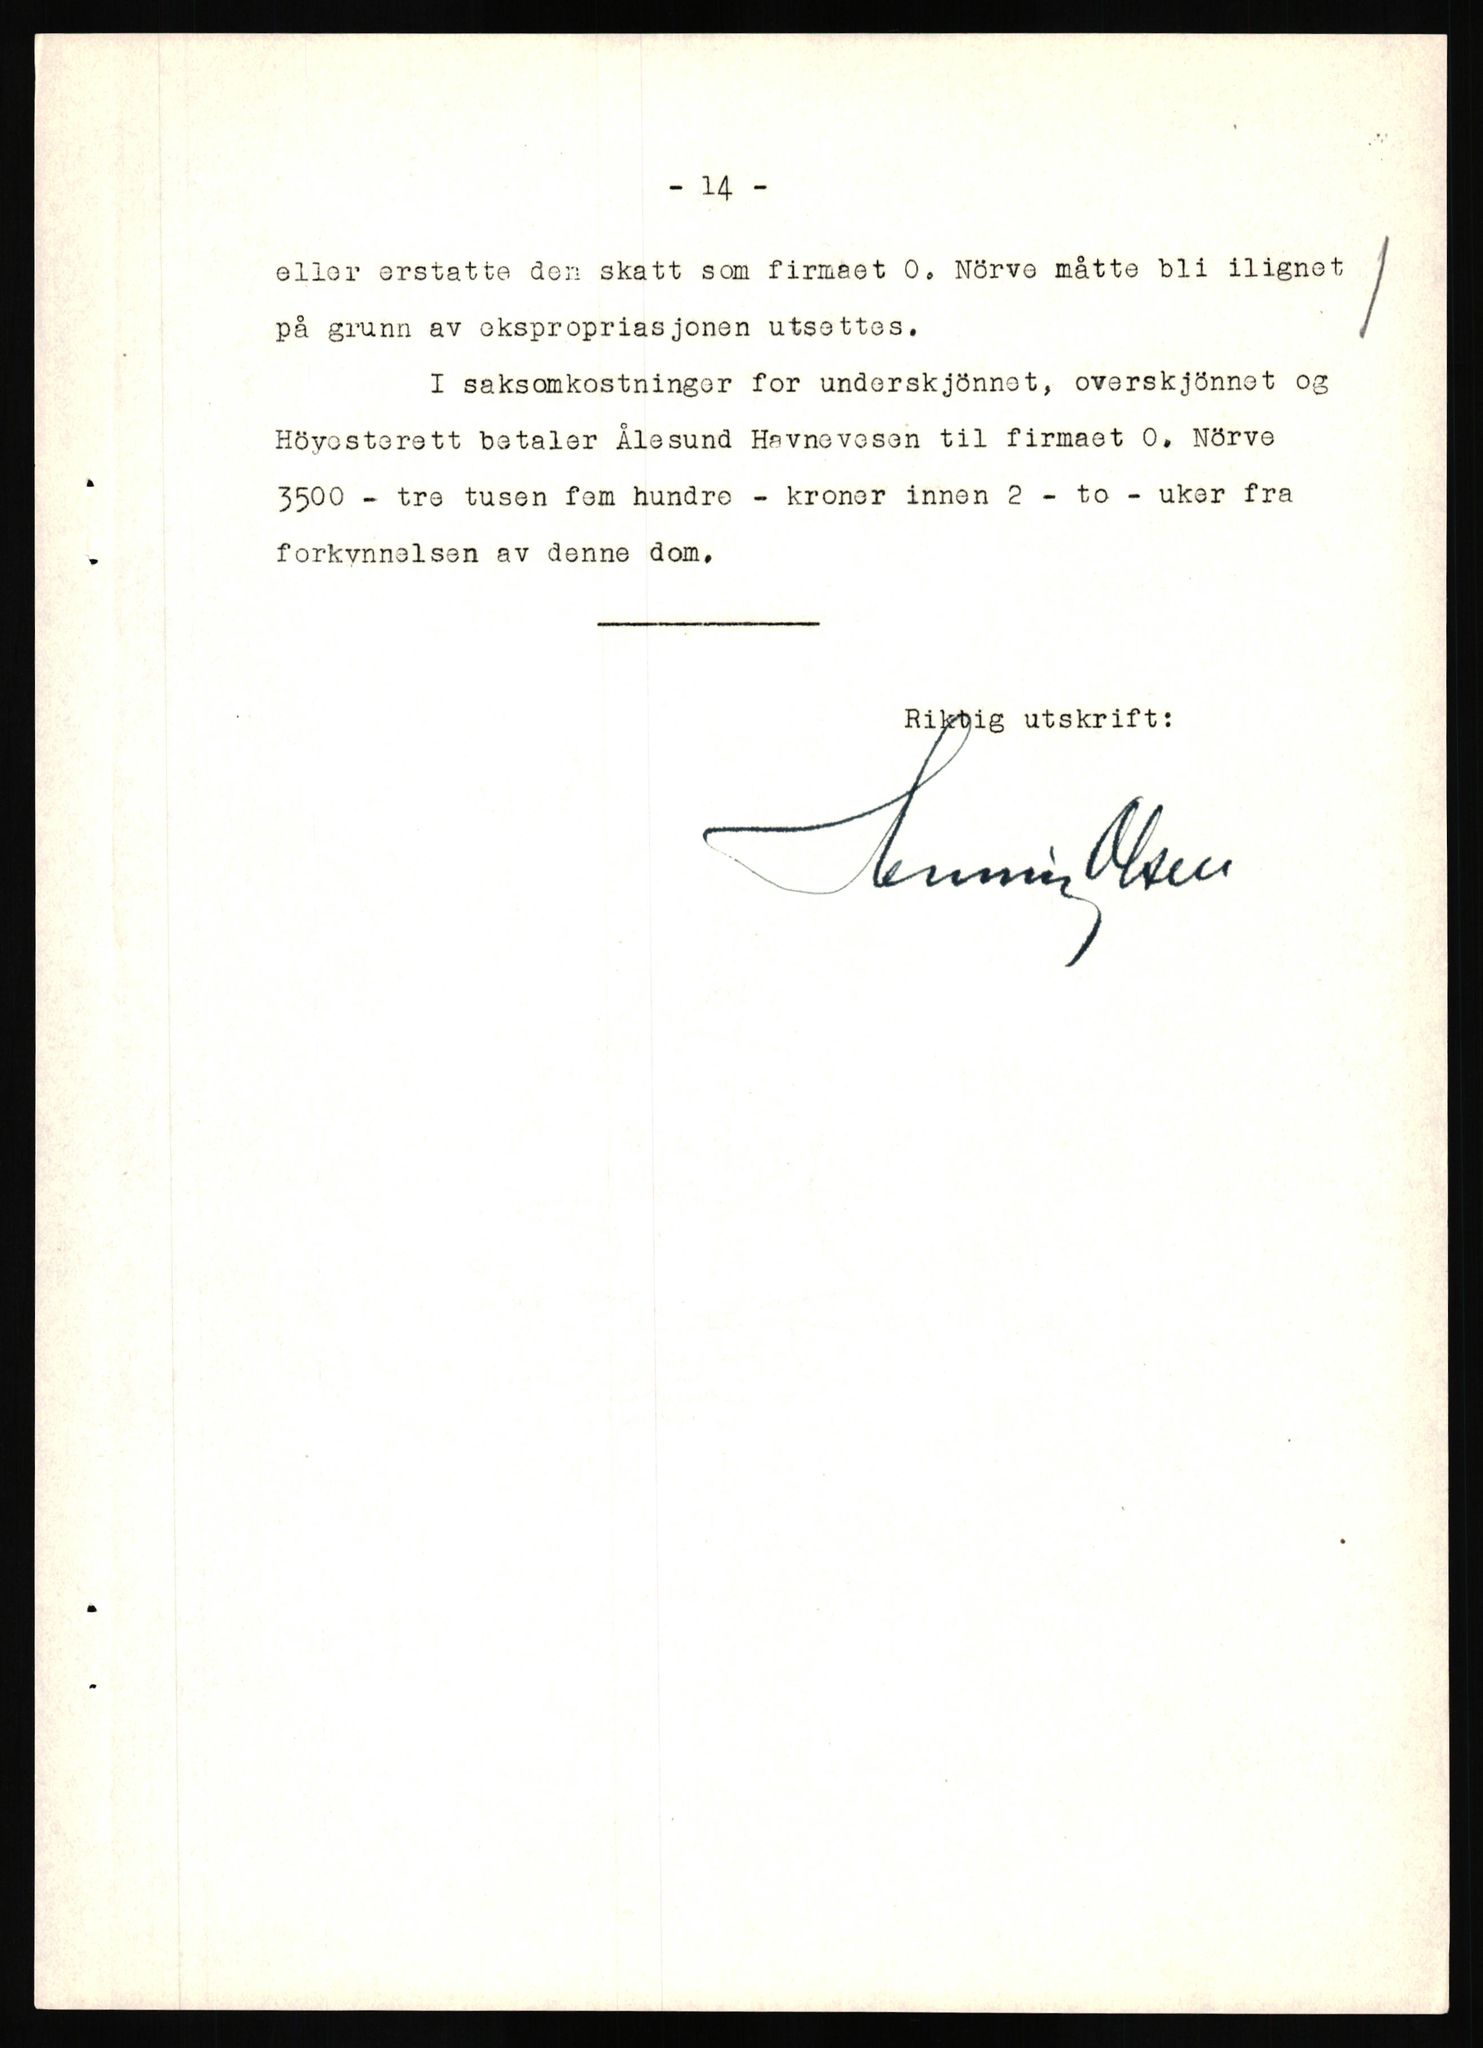 - 14 -
eller erstatte den skatt som firmaet O. Nörve måtte bli ilignet
på grunn av ekspropriasjonen utsettes.
I saksomkostninger for underskjönnet, overskjönnet og
Höyesterett betaler Ålesund Havnevesen til firmaet O. Nörve
3500 - tre tusen fem hundre - kroner innen 2 - to - uker fra
forkynnelsen av denne dom.
Riktig utskrift:
Henning Olsen